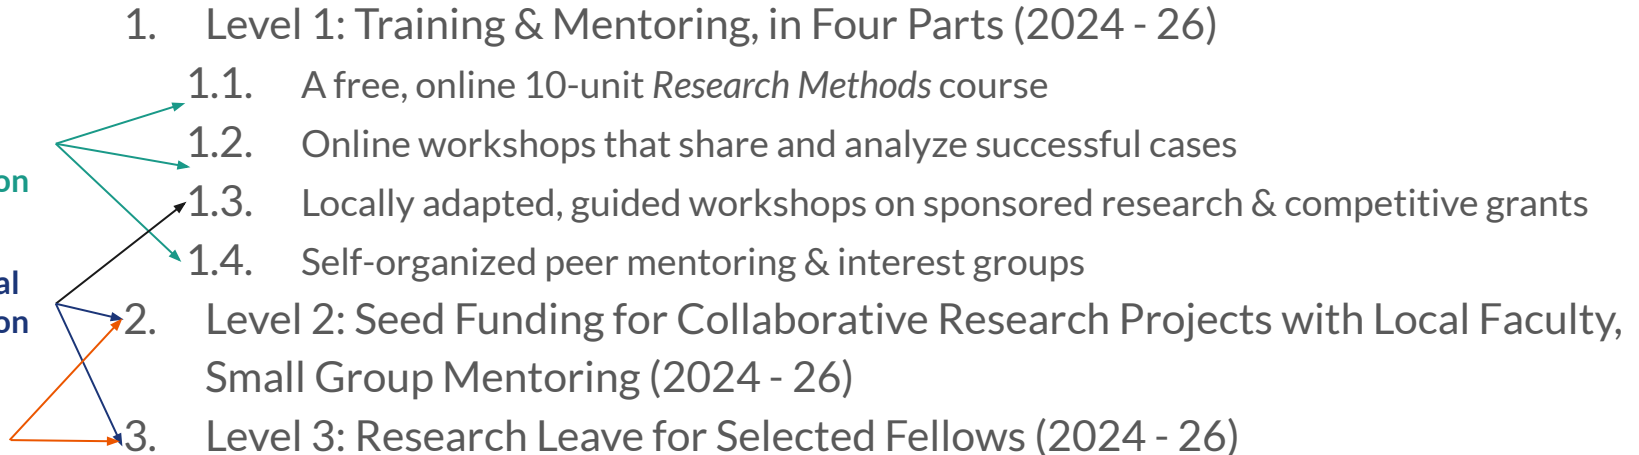 1. Level 1: Training & Mentoring, in Four Parts (2024 - 26)
1.1. A free, online 10-unit Research Methods course
1.2. Online workshops that share and analyze successful cases
on
1.3. Locally adapted, guided workshops on sponsored research & competitive grants
1.4. Self-organized peer mentoring & interest groups
al
on
2. Level 2: Seed Funding for Collaborative Research Projects with Local Faculty,
Small Group Mentoring (2024 - 26)
3. Level 3: Research Leave for Selected Fellows (2024 - 26)